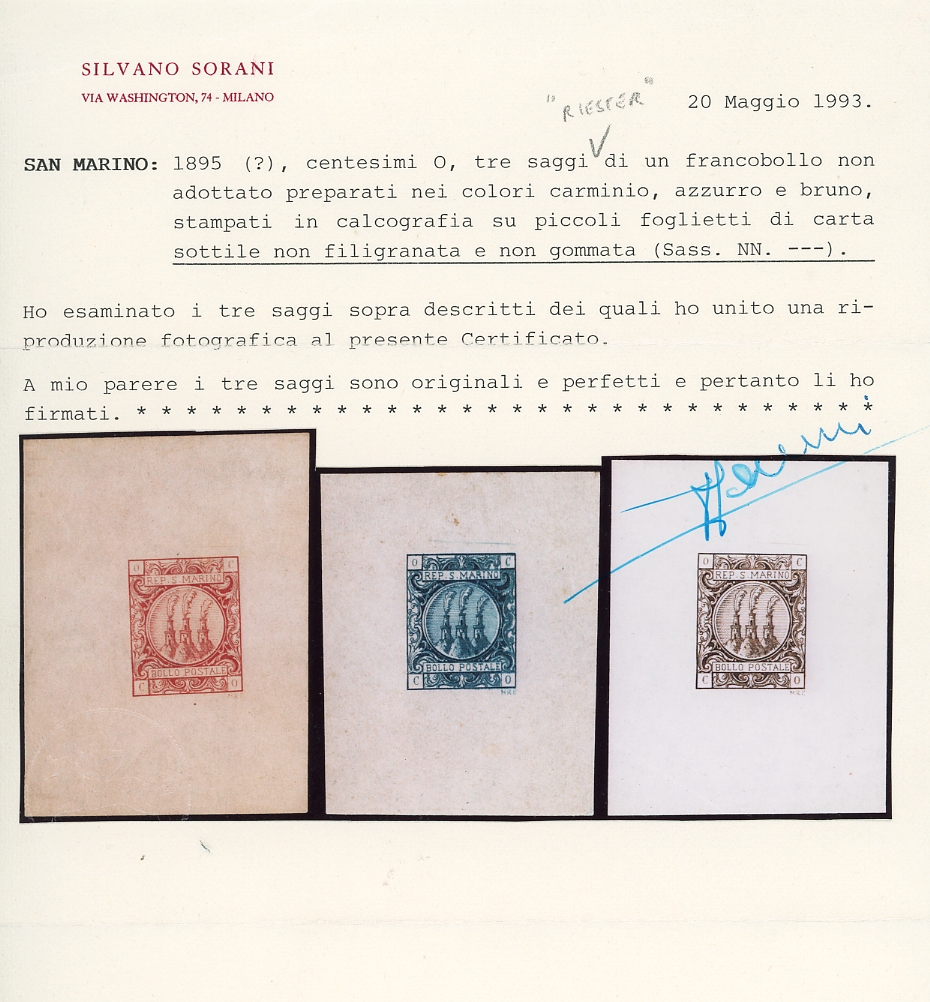 SILVANO SORANI
VIA WASHINGTON, 74 - MILANO
"RIESTER"
20 Maggio 1993.
SAN MARINO: 1895 (?), centesimi O, tre saggi di un francobollo non
adottato preparati nei colori carminio, azzurro e bruno,
stampati in calcografia su piccoli foglietti di carta
sottile non filigranata e non gommata (Sass. NN. ---).
Ho esaminato i tre saggi sopra descritti dei quali ho unito una ri-
produzione fotografica al presente Certificato.
A mio parere i tre saggi sono originali e perfetti e pertanto li ho
firmati. * * * * * * * * * * * * * * * * * * * * * * * * * * * * * *
O C
REP. S. MARINO
BOLLO POSTALE
C O
O C
REP. S. MARINO
BOLLO POSTALE
C O
O C
REP. S. MARINO
BOLLO POSTALE
C O